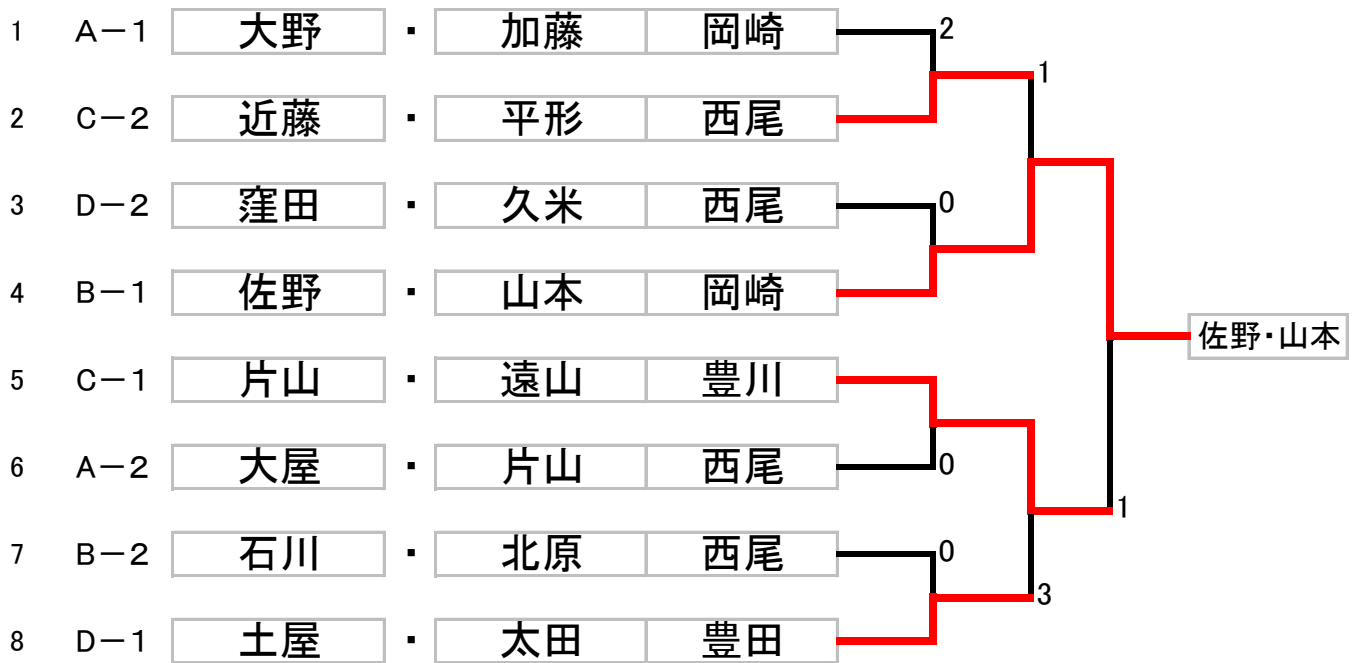 1 A－1 大野 ・ 加藤 岡崎 2
1
2 C－2 近藤 ・ 平形 西尾
3 D－2 窪田 ・ 久米 西尾 0
4 B－1 佐野 ・ 山本 岡崎
佐野・山本
5 C－1 片山 ・ 遠山 豊川
6 A－2 大屋 ・ 片山 西尾 0
1
7 B－2 石川 ・ 北原 西尾 0
3
8 D－1 土屋 ・ 太田 豊田